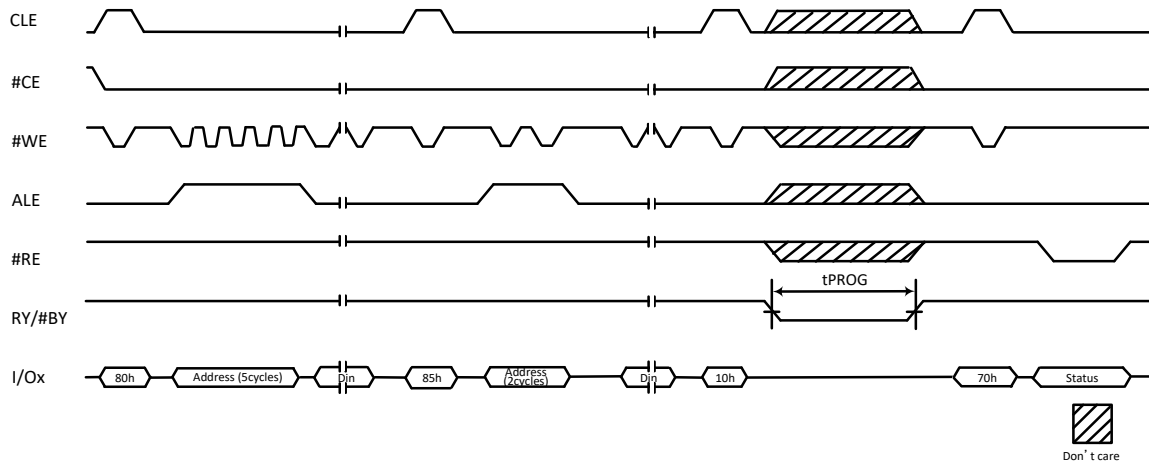 CLE
#CE
#WE
ALE
#RE
tPROG
RY/#BY
I/Ox
80h
Address (5cycles)
Din
85h
Address
(2cycles)
Din
10h
70h
Status
Don’t care